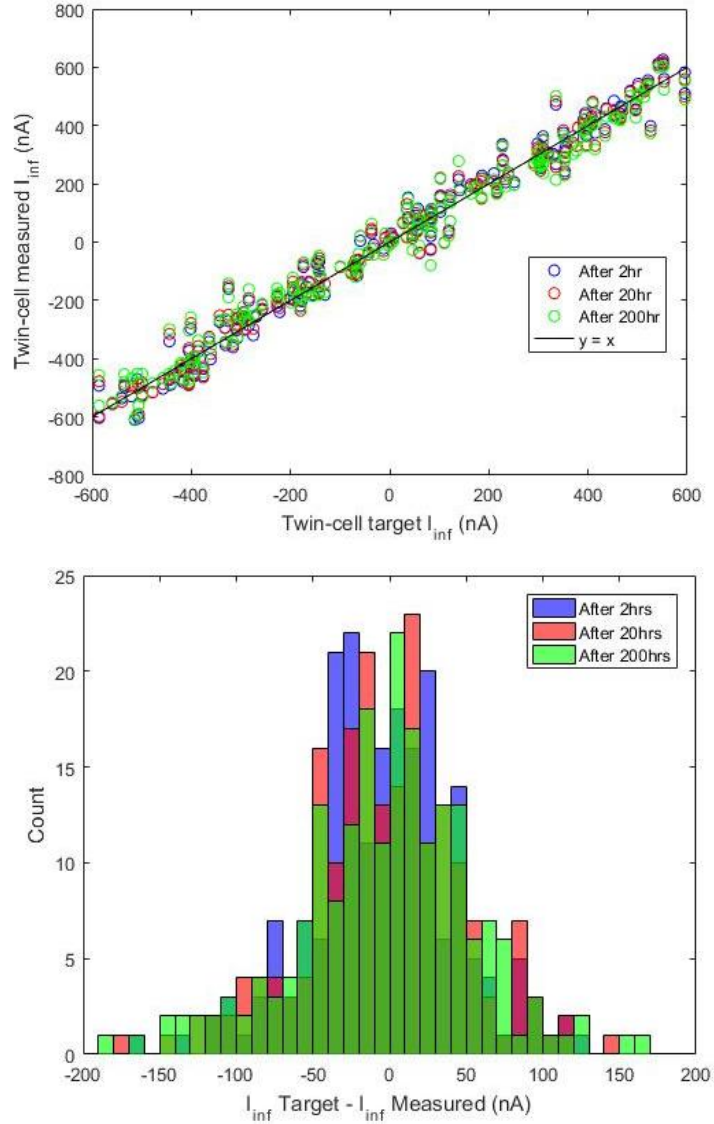 800
600
400
200
0
-200
-400
-600
-800
Twin-cell measured I_inf (nA)
After 2hr
After 20hr
After 200hr
y = x
-600 -400 -200 0 200 400 600
Twin-cell target I_inf (nA)
25
20
15
10
5
0
Count
After 2hrs
After 20hrs
After 200hrs
-200 -150 -100 -50 0 50 100 150 200
I_inf Target - I_inf Measured (nA)